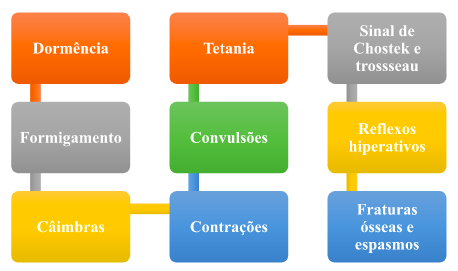 Dormência
Formigamento
Câimbras
Contrações
Convulsões
Tetania
Sinal de
Chostek e
trossseau
Reflexos
hiperativos
Fraturas
ósseas e
espasmos